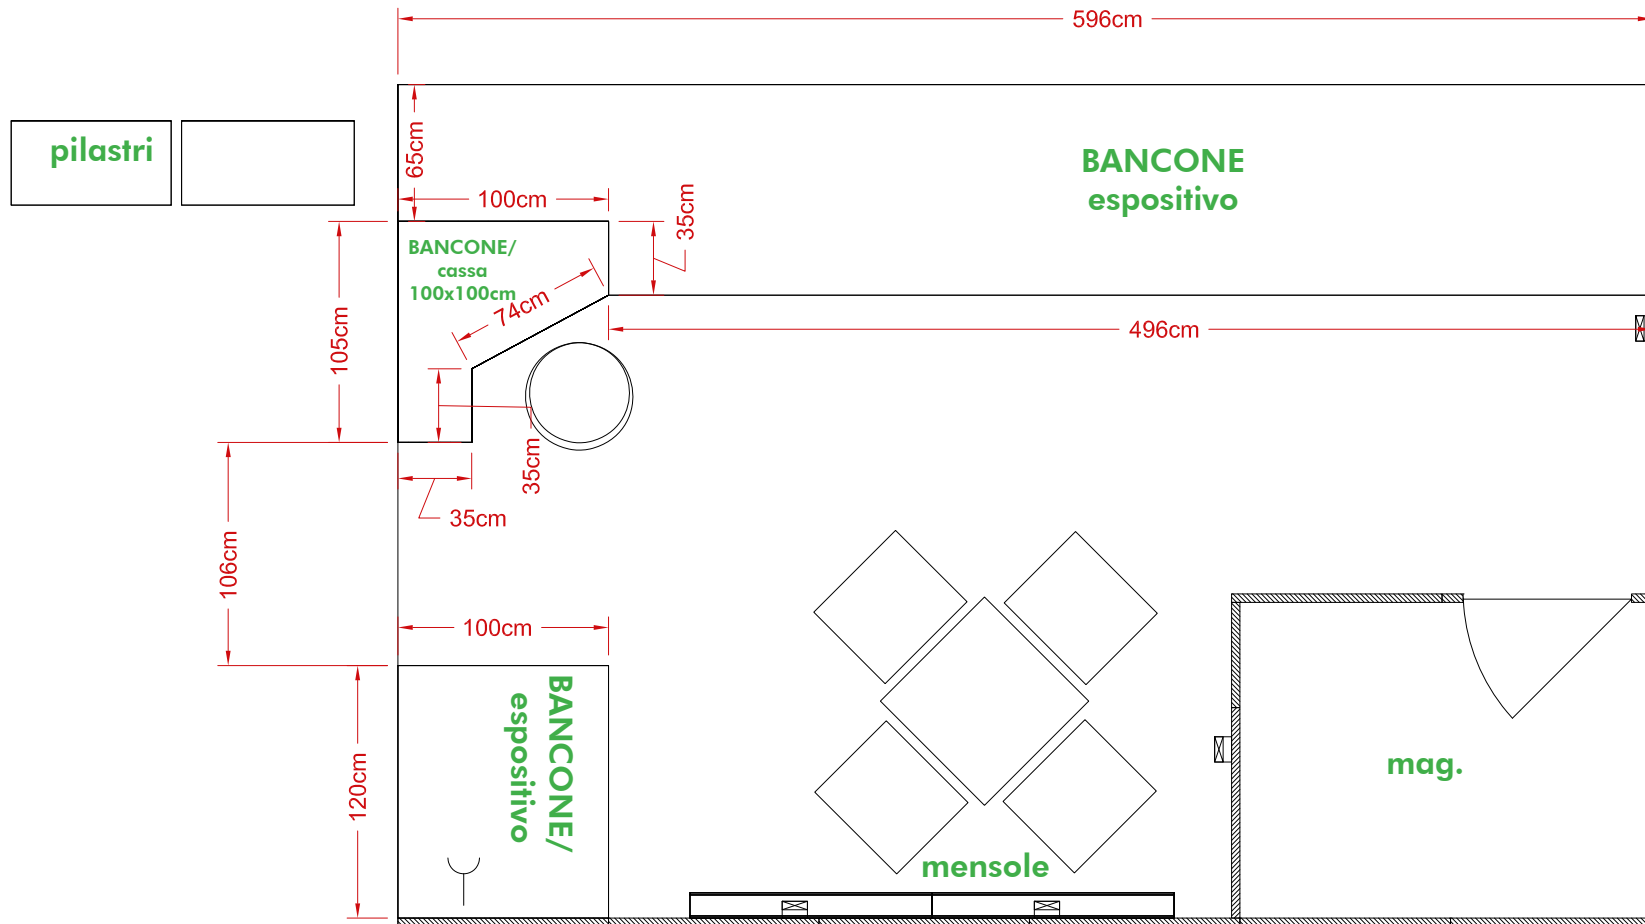 596cm
pilastri
65cm
BANCONE
espositivo
100cm
35cm
BANCONE/
cassa
100x100cm
74cm
105cm
496cm
35cm
35cm
106cm
100cm
BANCONE/
espositivo
120cm
mag.
mensole